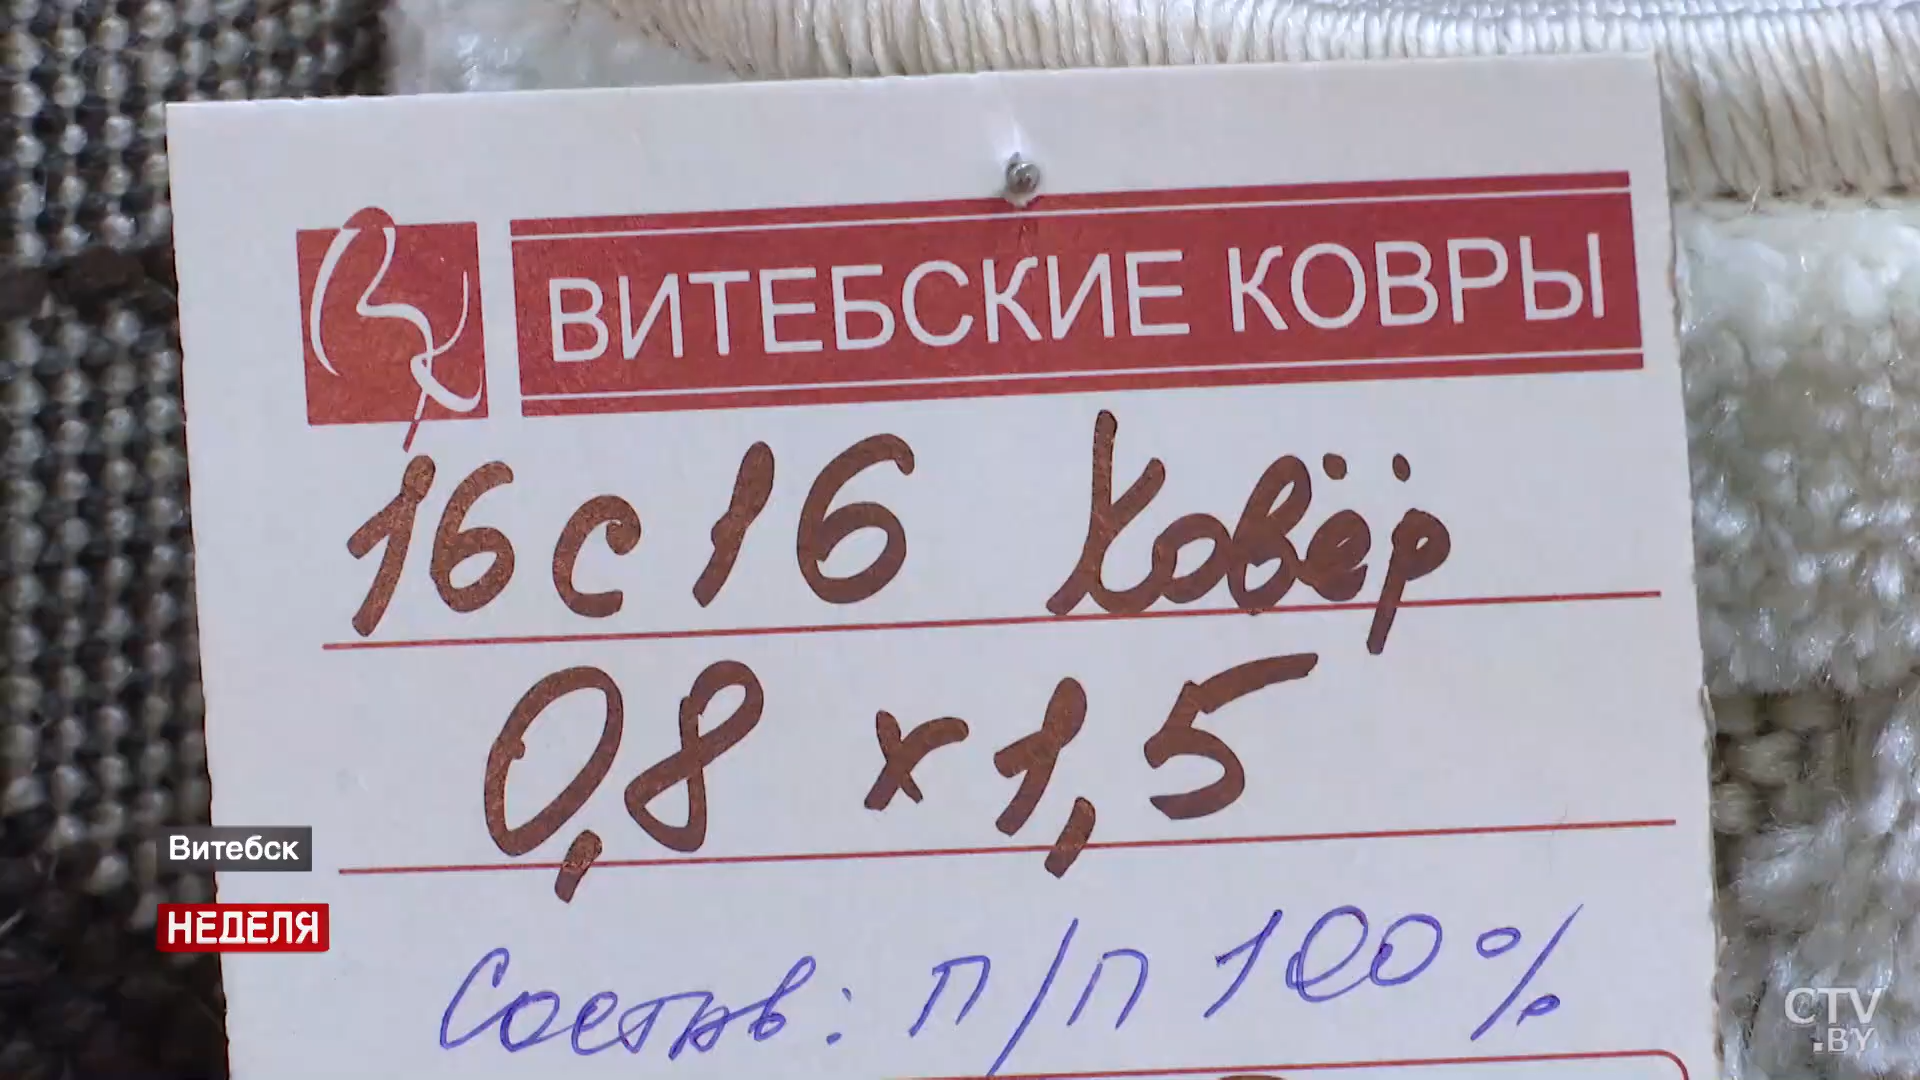 ВИТЕБСКИЕ КОВРЫ
16с16 Ковёр
0,8 х 1,5
Состав: п/п 100%
Витебск
НЕДЕЛЯ
CTV
.BY